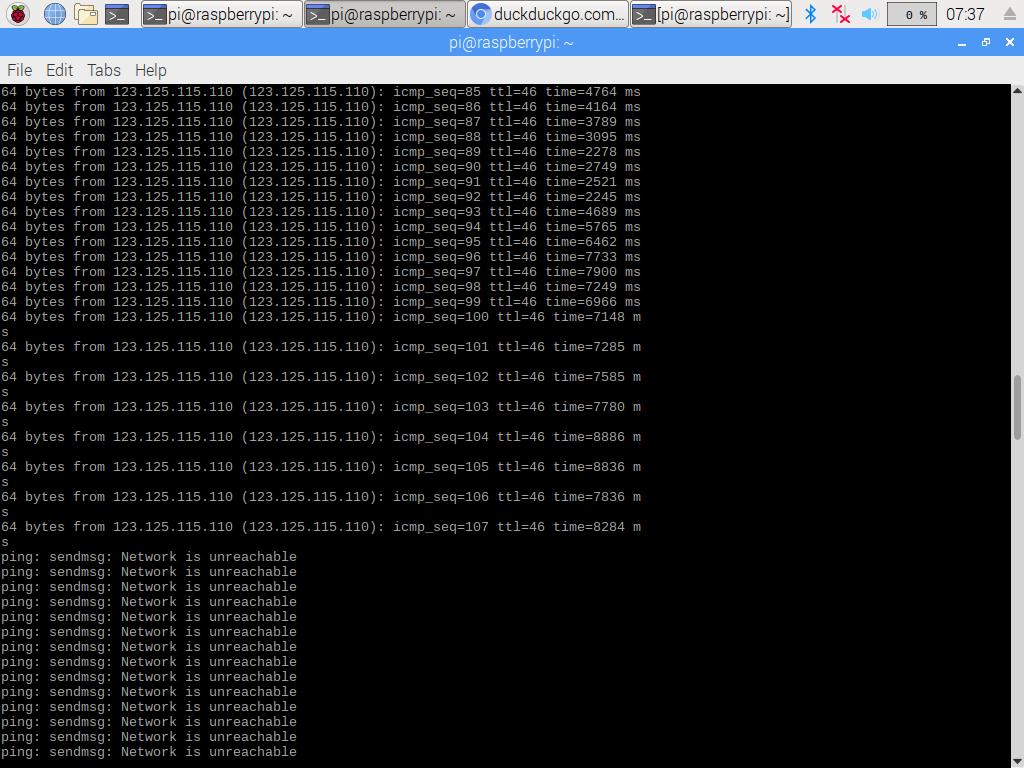 pi@raspberrypi: ~ pi@raspberrypi: ~ duckduckgo.com... [pi@raspberrypi: ~] 0 % 07:37
pi@raspberrypi: ~
File Edit Tabs Help
64 bytes from 123.125.115.110 (123.125.115.110): icmp_seq=85 ttl=46 time=4764 ms
64 bytes from 123.125.115.110 (123.125.115.110): icmp_seq=86 ttl=46 time=4164 ms
64 bytes from 123.125.115.110 (123.125.115.110): icmp_seq=87 ttl=46 time=3789 ms
64 bytes from 123.125.115.110 (123.125.115.110): icmp_seq=88 ttl=46 time=3095 ms
64 bytes from 123.125.115.110 (123.125.115.110): icmp_seq=89 ttl=46 time=2278 ms
64 bytes from 123.125.115.110 (123.125.115.110): icmp_seq=90 ttl=46 time=2749 ms
64 bytes from 123.125.115.110 (123.125.115.110): icmp_seq=91 ttl=46 time=2521 ms
64 bytes from 123.125.115.110 (123.125.115.110): icmp_seq=92 ttl=46 time=2245 ms
64 bytes from 123.125.115.110 (123.125.115.110): icmp_seq=93 ttl=46 time=4689 ms
64 bytes from 123.125.115.110 (123.125.115.110): icmp_seq=94 ttl=46 time=5765 ms
64 bytes from 123.125.115.110 (123.125.115.110): icmp_seq=95 ttl=46 time=6462 ms
64 bytes from 123.125.115.110 (123.125.115.110): icmp_seq=96 ttl=46 time=7733 ms
64 bytes from 123.125.115.110 (123.125.115.110): icmp_seq=97 ttl=46 time=7900 ms
64 bytes from 123.125.115.110 (123.125.115.110): icmp_seq=98 ttl=46 time=7249 ms
64 bytes from 123.125.115.110 (123.125.115.110): icmp_seq=99 ttl=46 time=6966 ms
64 bytes from 123.125.115.110 (123.125.115.110): icmp_seq=100 ttl=46 time=7148 m
s
64 bytes from 123.125.115.110 (123.125.115.110): icmp_seq=101 ttl=46 time=7285 m
s
64 bytes from 123.125.115.110 (123.125.115.110): icmp_seq=102 ttl=46 time=7585 m
s
64 bytes from 123.125.115.110 (123.125.115.110): icmp_seq=103 ttl=46 time=7780 m
s
64 bytes from 123.125.115.110 (123.125.115.110): icmp_seq=104 ttl=46 time=8886 m
s
64 bytes from 123.125.115.110 (123.125.115.110): icmp_seq=105 ttl=46 time=8836 m
s
64 bytes from 123.125.115.110 (123.125.115.110): icmp_seq=106 ttl=46 time=7836 m
s
64 bytes from 123.125.115.110 (123.125.115.110): icmp_seq=107 ttl=46 time=8284 m
s
ping: sendmsg: Network is unreachable
ping: sendmsg: Network is unreachable
ping: sendmsg: Network is unreachable
ping: sendmsg: Network is unreachable
ping: sendmsg: Network is unreachable
ping: sendmsg: Network is unreachable
ping: sendmsg: Network is unreachable
ping: sendmsg: Network is unreachable
ping: sendmsg: Network is unreachable
ping: sendmsg: Network is unreachable
ping: sendmsg: Network is unreachable
ping: sendmsg: Network is unreachable
ping: sendmsg: Network is unreachable
ping: sendmsg: Network is unreachable